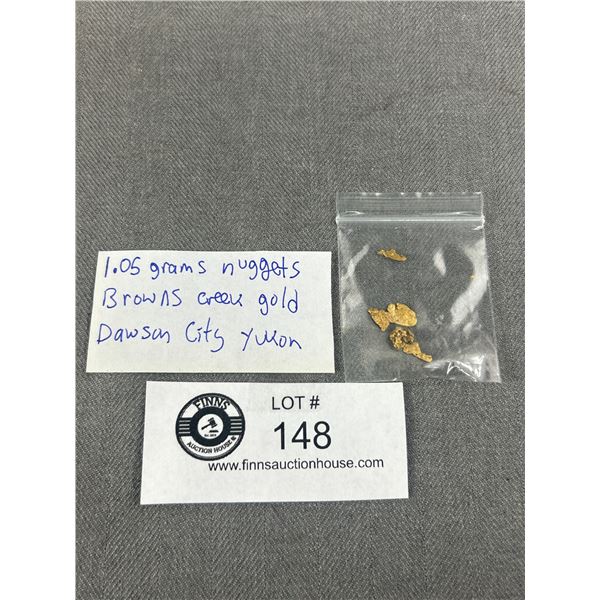 1.05 grams nuggets
Browns creek gold
Dawson City Yukon
FINNS
AUCTION HOUSE
LOT #
148
www.finnsauctionhouse.com